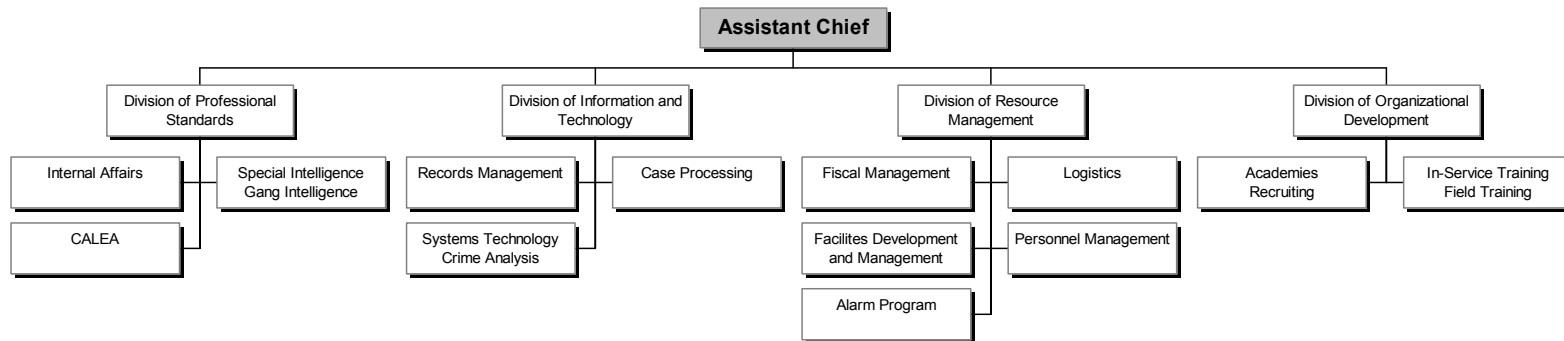 Assistant Chief
Division of Professional
Standards
Division of Information and
Technology
Division of Resource
Management
Division of Organizational
Development
Internal Affairs
Special Intelligence
Gang Intelligence
Records Management
Case Processing
Fiscal Management
Logistics
Academies
Recruiting
In-Service Training
Field Training
CALEA
Systems Technology
Crime Analysis
Facilites Development
and Management
Personnel Management
Alarm Program